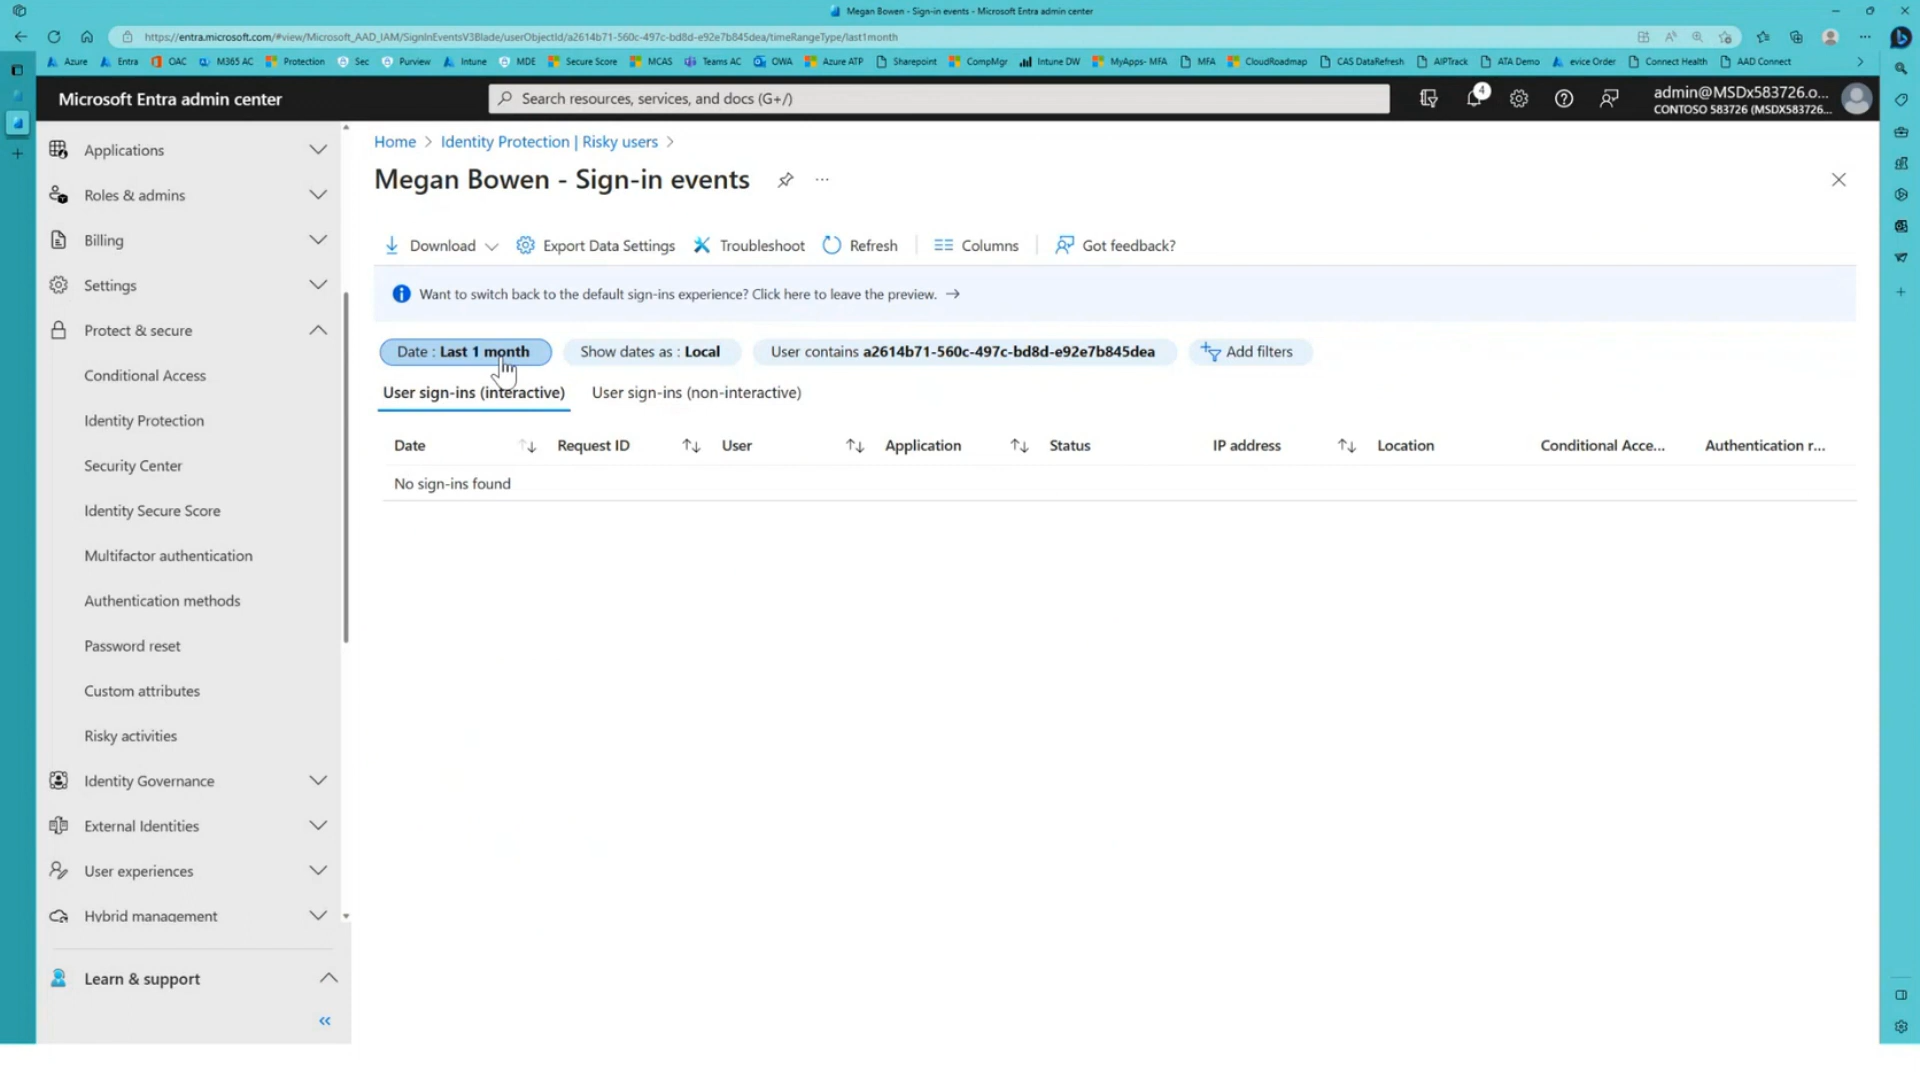 Megan Bowen - Sign-in events - Microsoft Entra admin center
https://entra.microsoft.com/#view/Microsoft_AAD_IAM/SignInEventsV3Blade/userObjectId/a2614b71-560c-497c-bd8d-e92e7b845dea/timeRangeType/last1month
Azure Entra OAC M365 AC Protection Sec Purview Intune MDE Secure Score MCAS Teams AC OWA Azure ATP Sharepoint CompMgr Intune DW MyApps- MFA MFA CloudRoadmap CAS DataRefresh AIPTrack ATA Demo evice Order Connect Health AAD Connect
Microsoft Entra admin center
Search resources, services, and docs (G+/)
4
admin@MSDx583726.o...
CONTOSO 583726 (MSDX583726...
Applications
Roles & admins
Billing
Settings
Protect & secure
Conditional Access
Identity Protection
Security Center
Identity Secure Score
Multifactor authentication
Authentication methods
Password reset
Custom attributes
Risky activities
Identity Governance
External Identities
User experiences
Hybrid management
Learn & support
Home > Identity Protection | Risky users >
Megan Bowen - Sign-in events
Download Export Data Settings Troubleshoot Refresh Columns Got feedback?
Want to switch back to the default sign-ins experience? Click here to leave the preview. →
Date : Last 1 month Show dates as : Local User contains a2614b71-560c-497c-bd8d-e92e7b845dea Add filters
User sign-ins (interactive) User sign-ins (non-interactive)
Date Request ID User Application Status IP address Location Conditional Acce... Authentication r...
No sign-ins found